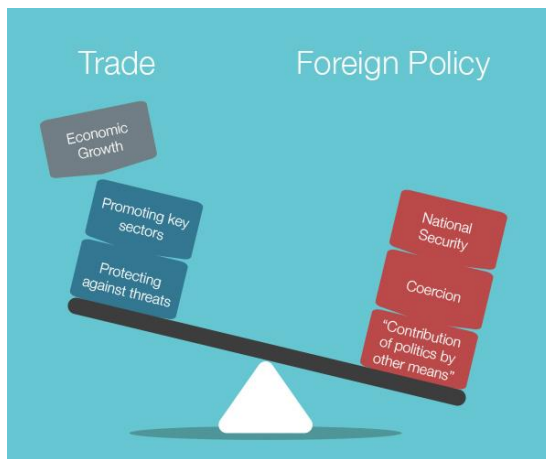 Trade
Foreign Policy
Economic
Growth
Promoting key
sectors
Protecting
against threats
National
Security
Coercion
“Contribution
of politics by
other means”